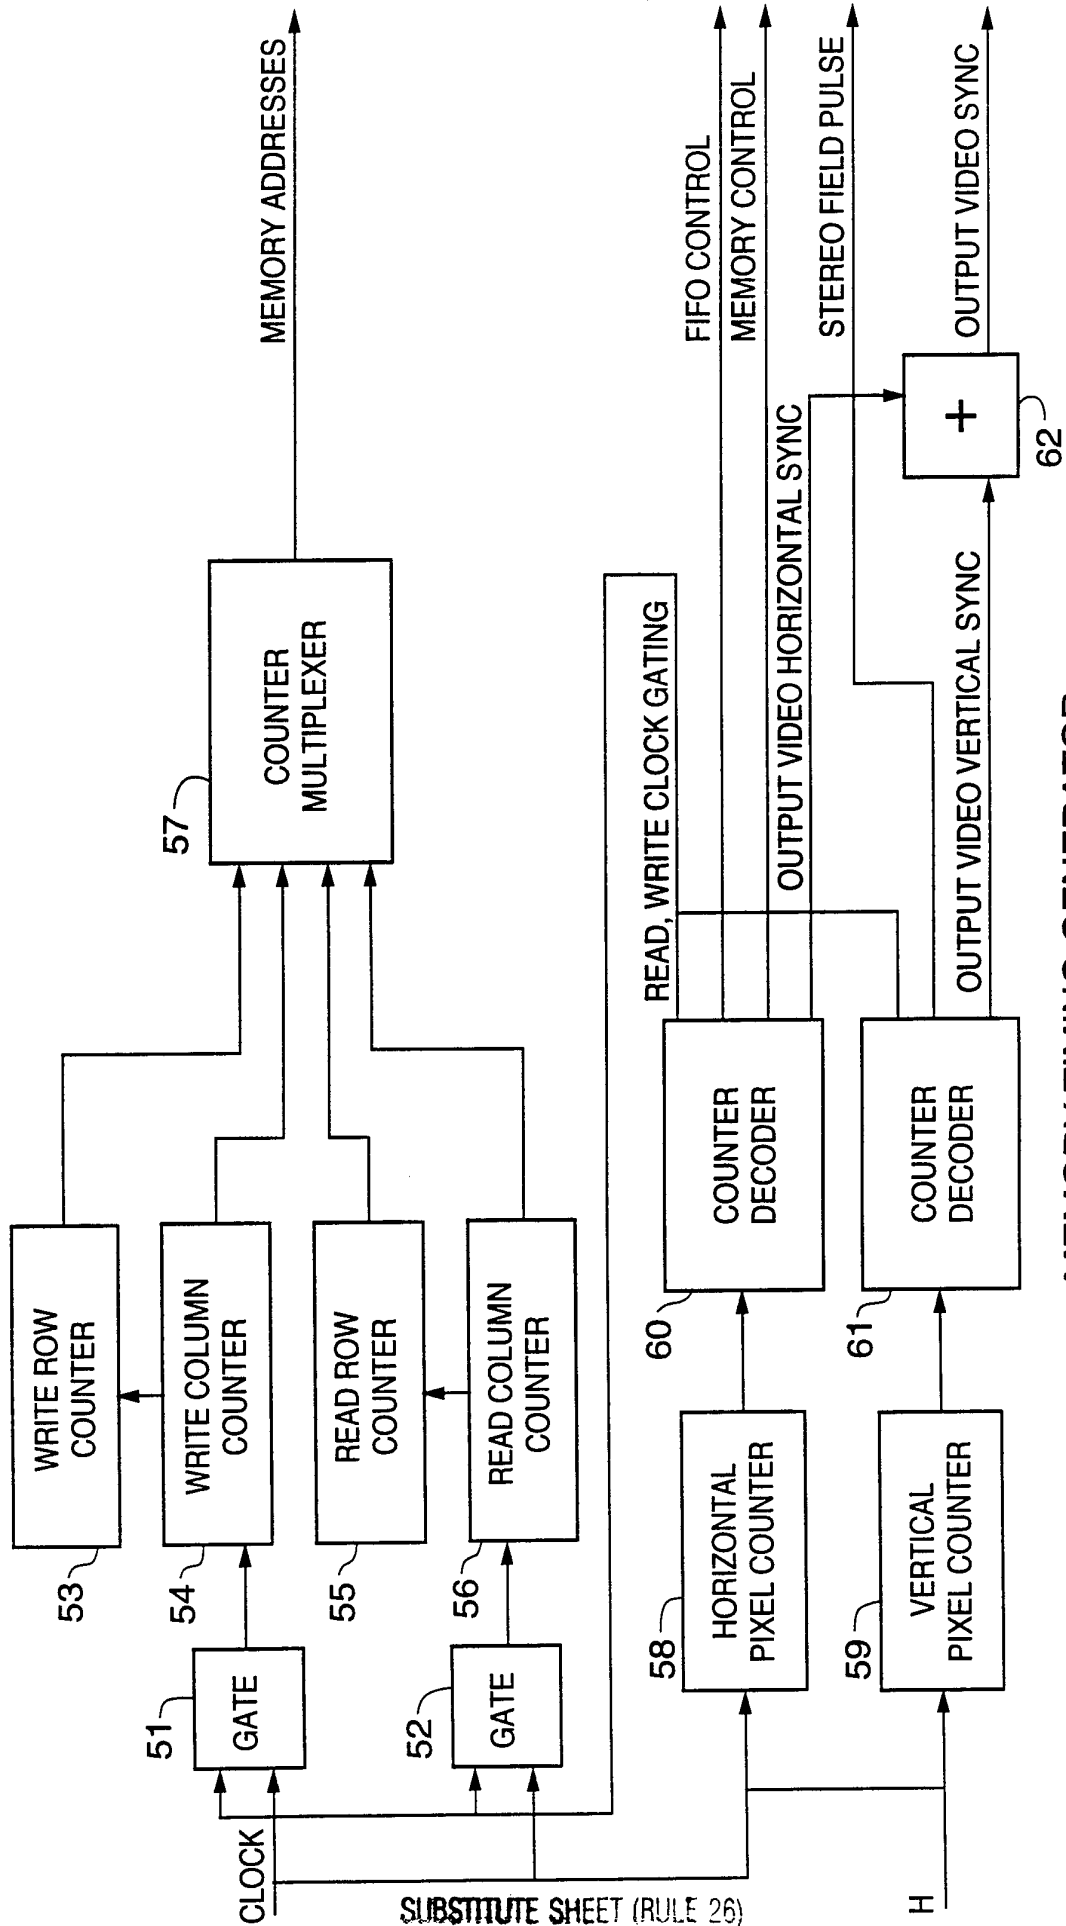 MEMORY ADDRESSES
WRITE ROW
COUNTER
53
WRITE COLUMN
COUNTER
54
READ ROW
COUNTER
55
READ COLUMN
COUNTER
56
GATE
51
GATE
52
CLOCK
COUNTER
MULTIPLEXER
57
READ, WRITE CLOCK GATING
FIFO CONTROL
MEMORY CONTROL
OUTPUT VIDEO HORIZONTAL SYNC
STEREO FIELD PULSE
OUTPUT VIDEO VERTICAL SYNC
OUTPUT VIDEO SYNC
+
62
COUNTER
DECODER
60
COUNTER
DECODER
61
HORIZONTAL
PIXEL COUNTER
58
VERTICAL
PIXEL COUNTER
59
H
SUBSTITUTE SHEET (RULE 26)